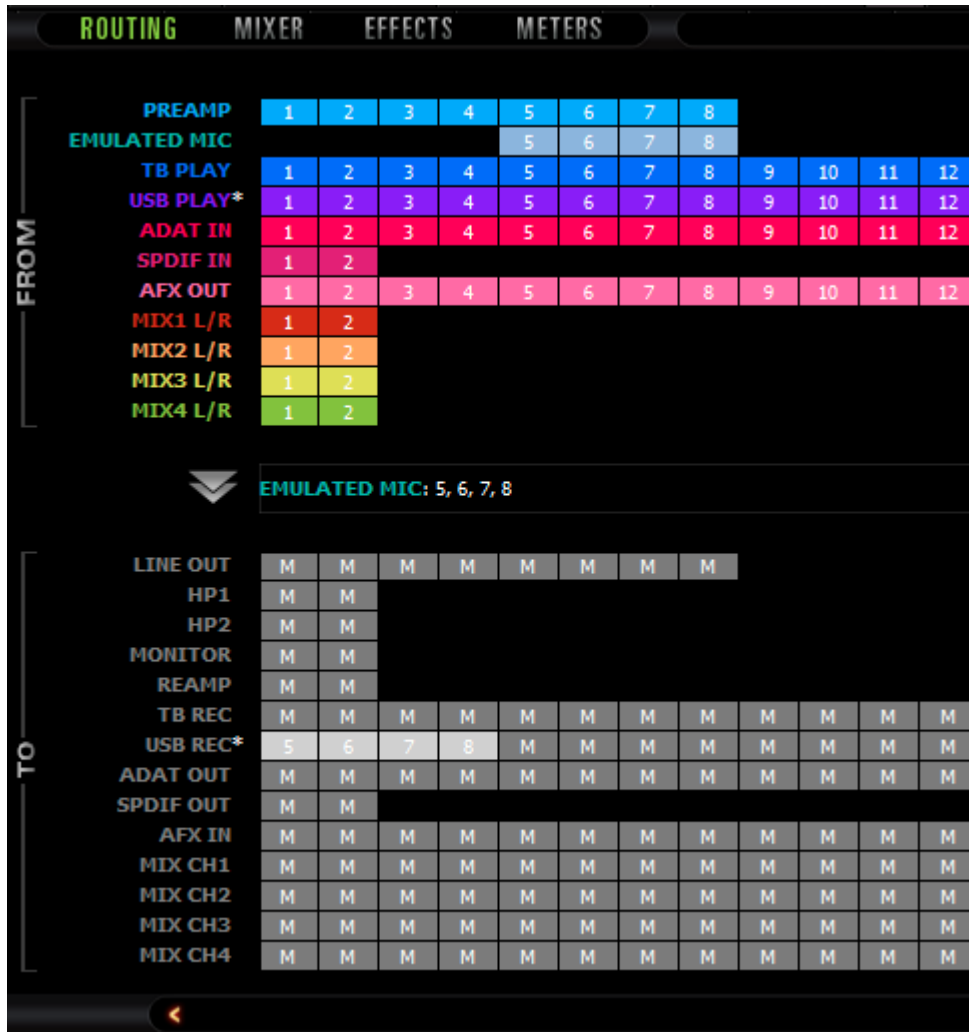 ROUTING MIXER EFFECTS METERS
FROM
PREAMP 1 2 3 4 5 6 7 8
EMULATED MIC 5 6 7 8
TB PLAY 1 2 3 4 5 6 7 8 9 10 11 12
USB PLAY* 1 2 3 4 5 6 7 8 9 10 11 12
ADAT IN 1 2 3 4 5 6 7 8 9 10 11 12
SPDIF IN 1 2
AFX OUT 1 2 3 4 5 6 7 8 9 10 11 12
MIX1 L/R 1 2
MIX2 L/R 1 2
MIX3 L/R 1 2
MIX4 L/R 1 2
EMULATED MIC: 5, 6, 7, 8
TO
LINE OUT M M M M M M M M
HP1 M M
HP2 M M
MONITOR M M
REAMP M M
TB REC M M M M M M M M M M M M
USB REC* 5 6 7 8 M M M M M M M M
ADAT OUT M M M M M M M M M M M M
SPDIF OUT M M
AFX IN M M M M M M M M M M M M
MIX CH1 M M M M M M M M M M M M
MIX CH2 M M M M M M M M M M M M
MIX CH3 M M M M M M M M M M M M
MIX CH4 M M M M M M M M M M M M